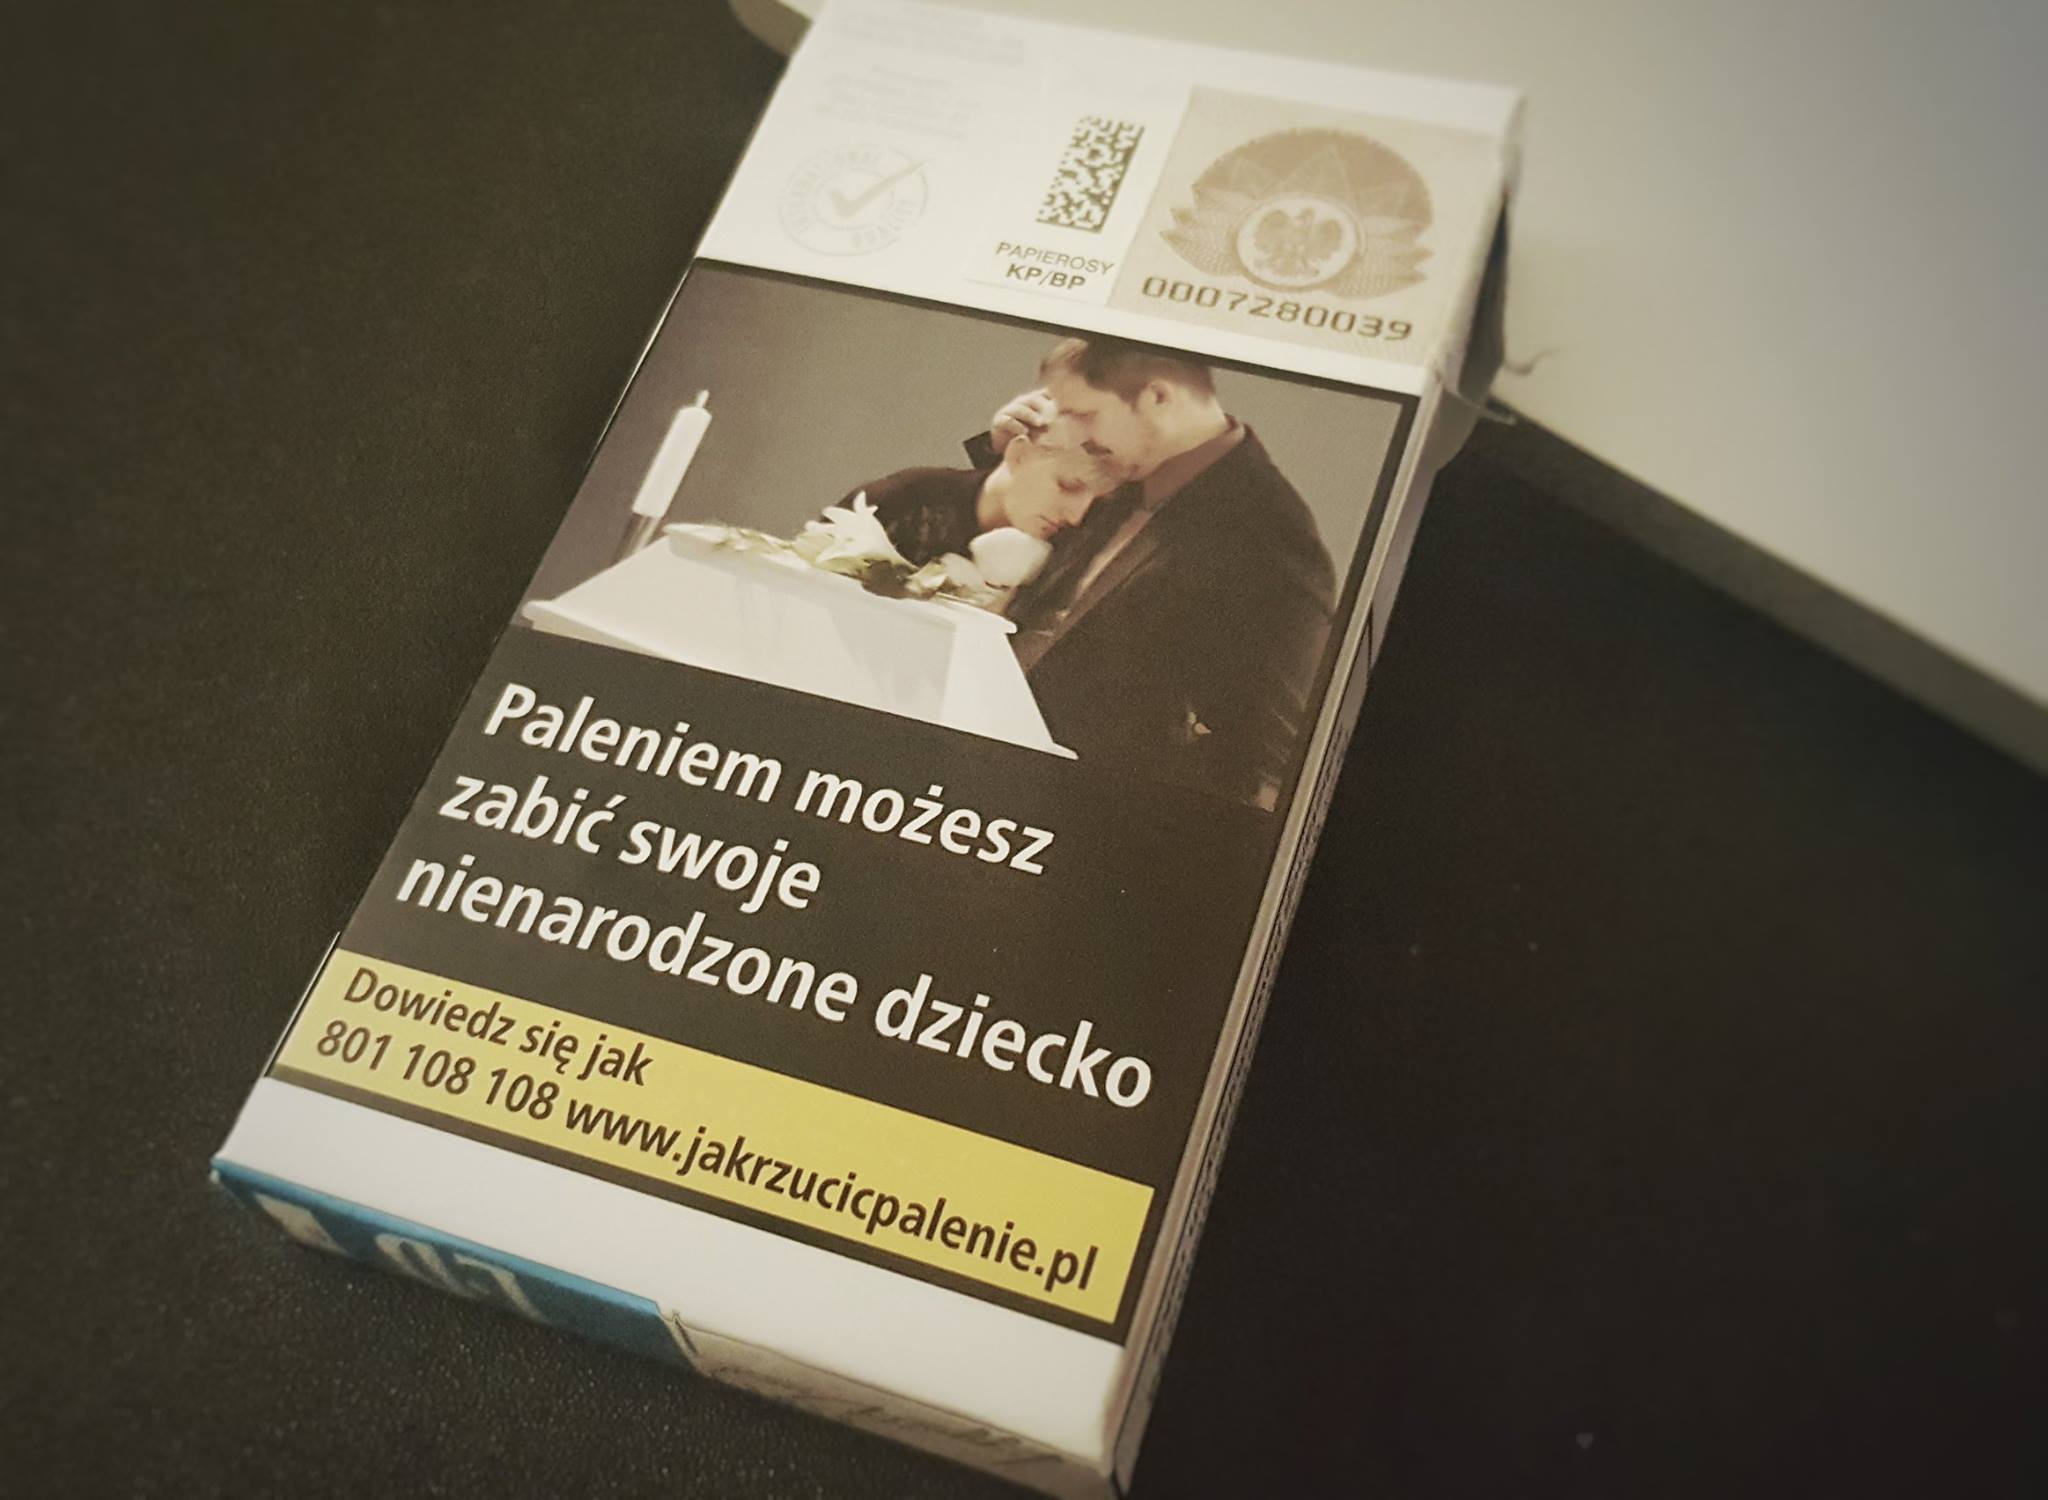 PAPIEROSY
KP/BP
0007280039
Paleniem możesz
zabić swoje
nienarodzone dziecko
Dowiedz się jak
801 108 108 www.jakrzucicpalenie.pl